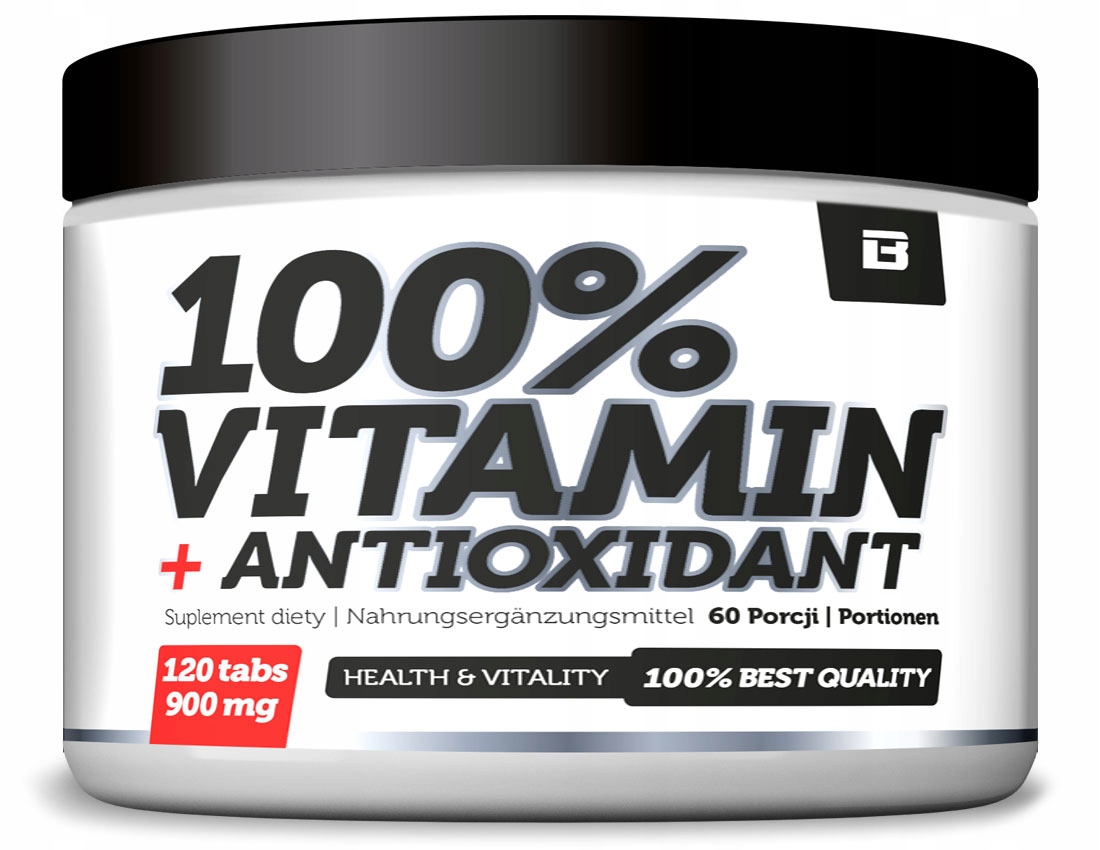 B
100%
VITAMIN
+ ANTIOXIDANT
Suplement diety | Nahrungsergänzungsmittel 60 Porcji | Portionen
120 tabs
900 mg
HEALTH & VITALITY 100% BEST QUALITY